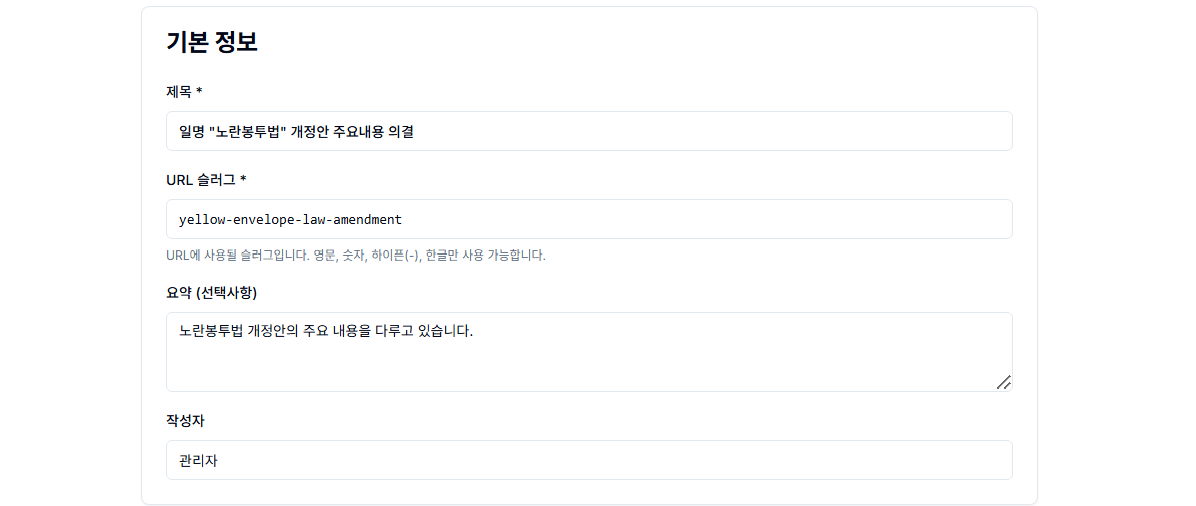 기본 정보
제목 *
일명 "노란봉투법" 개정안 주요내용 의결
URL 슬러그 *
yellow-envelope-law-amendment
URL에 사용될 슬러그입니다. 영문, 숫자, 하이픈(-), 한글만 사용 가능합니다.
요약 (선택사항)
노란봉투법 개정안의 주요 내용을 다루고 있습니다.
작성자
관리자